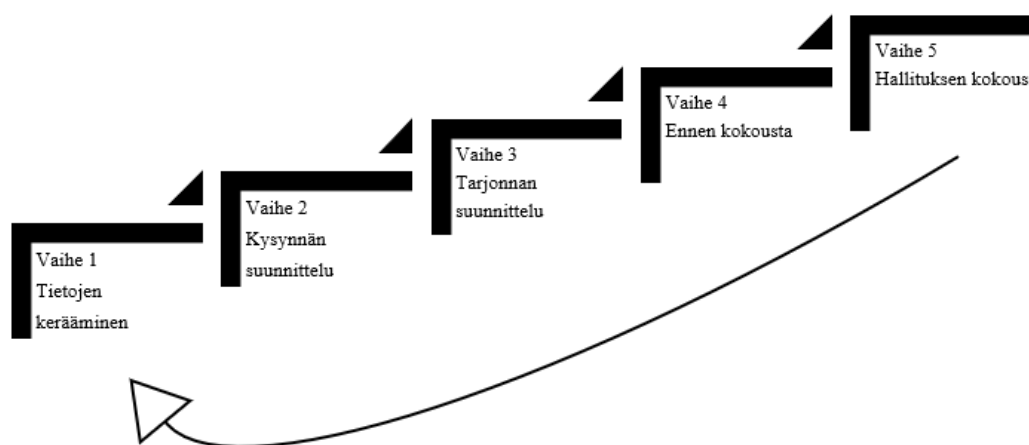 Vaihe 1
Tietojen
kerääminen
Vaihe 2
Kysynnän
suunnittelu
Vaihe 3
Tarjonnan
suunnittelu
Vaihe 4
Ennen kokousta
Vaihe 5
Hallituksen kokous